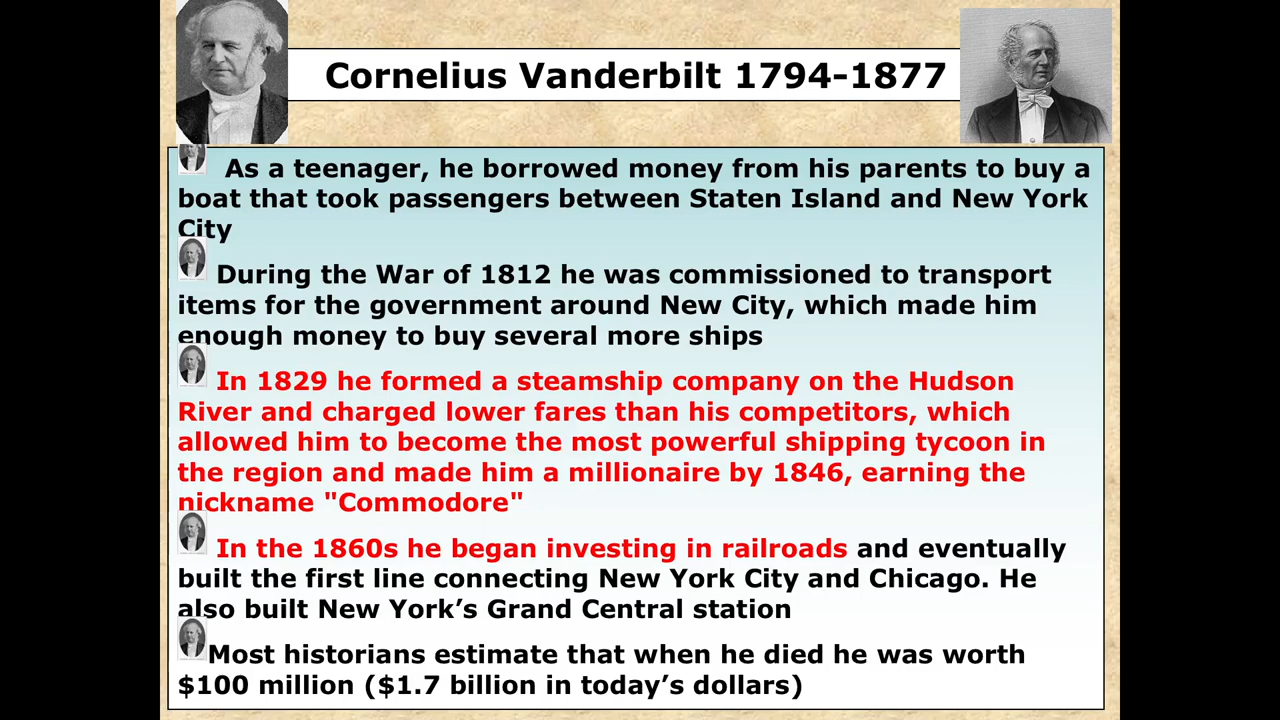 Cornelius Vanderbilt 1794-1877
As a teenager, he borrowed money from his parents to buy a
boat that took passengers between Staten Island and New York
City
During the War of 1812 he was commissioned to transport
items for the government around New City, which made him
enough money to buy several more ships
In 1829 he formed a steamship company on the Hudson
River and charged lower fares than his competitors, which
allowed him to become the most powerful shipping tycoon in
the region and made him a millionaire by 1846, earning the
nickname "Commodore"
In the 1860s he began investing in railroads and eventually
built the first line connecting New York City and Chicago. He
also built New York’s Grand Central station
Most historians estimate that when he died he was worth
$100 million ($1.7 billion in today’s dollars)